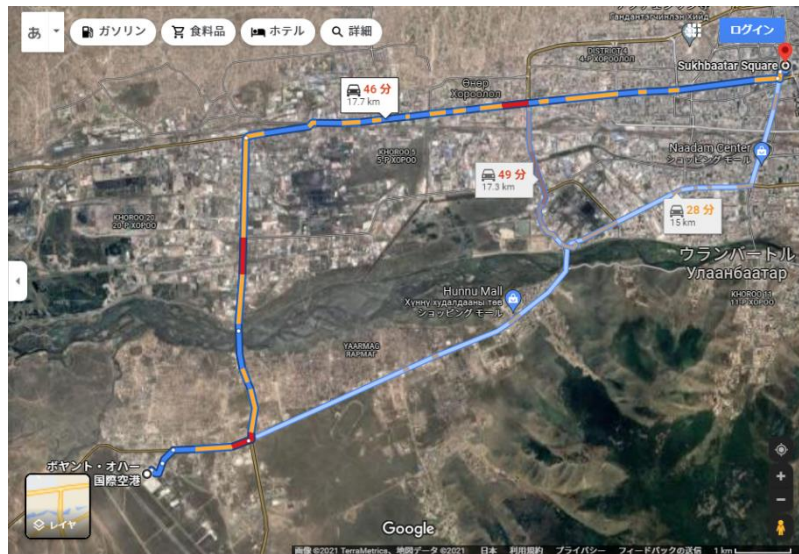 あ
ガソリン
食料品
ホテル
詳細
ログイン
Гандантэгчинлэн Хийд
DISTRICT 4
4-Р ХОРООЛОЛ
Sukhbaatar Square
46 分
17.7 km
Өнөр
Хороолол
Naadam Center
ショッピング モール
KHOROO 5
5-Р ХОРОО
49 分
17.3 km
28 分
15 km
KHOROO 20
20-Р ХОРОО
ウランバートル
Улаанбаатар
Hunnu Mall
Хүннү худалдааны төв
ショッピング モール
KHOROO 11
11-Р ХОРОО
YAARMAG
ЯАРМАГ
ボヤント・オハー
国際空港
レイヤ
Google
画像 ©2021 TerraMetrics、地図データ ©2021 日本 利用規約 プライバシー フィードバックの送信 1 km